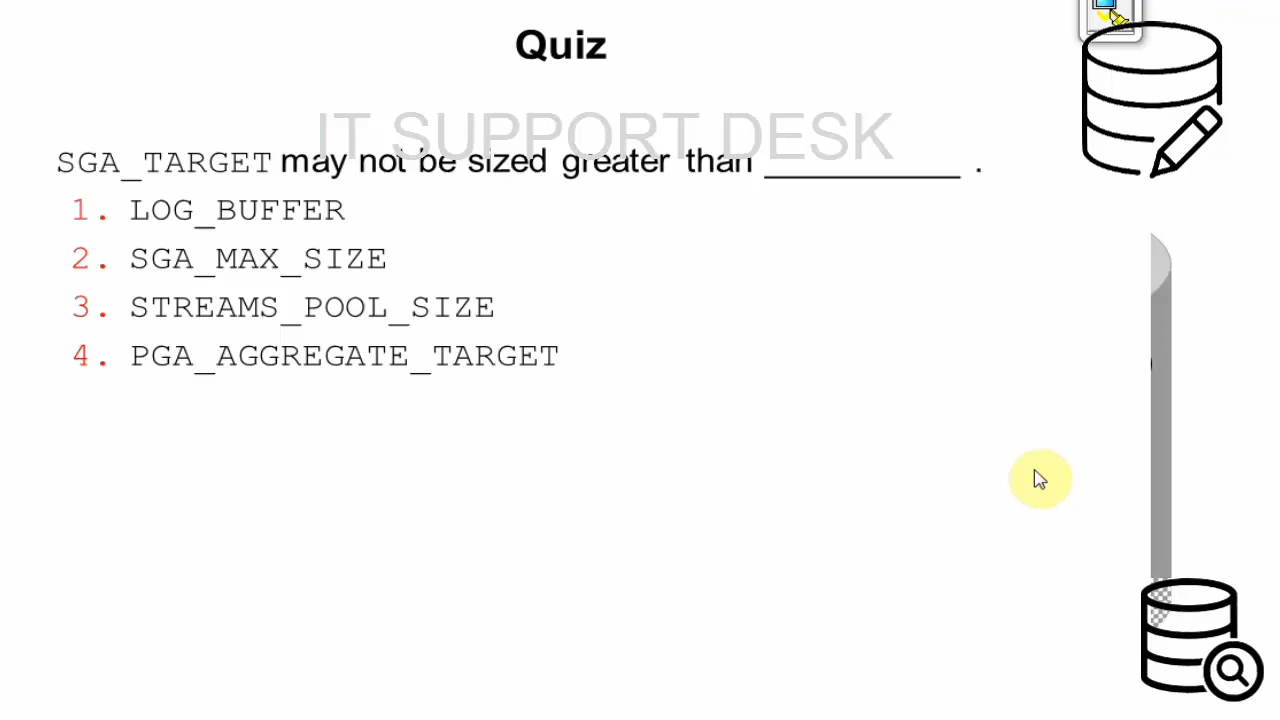 Quiz
IT SUPPORT DESK
SGA_TARGET may not be sized greater than ___________ .
1. LOG_BUFFER
2. SGA_MAX_SIZE
3. STREAMS_POOL_SIZE
4. PGA_AGGREGATE_TARGET